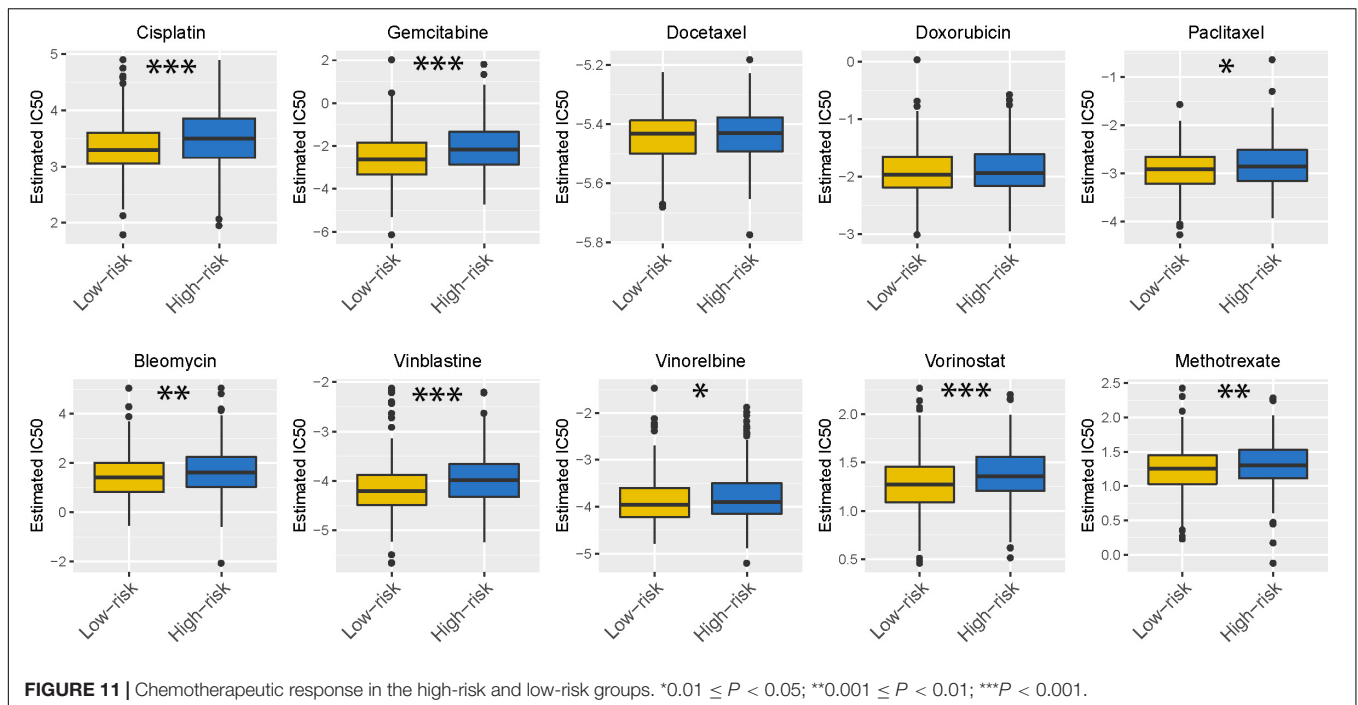 Cisplatin
Gemcitabine
Docetaxel
Doxorubicin
Paclitaxel
Estimated IC50
5
4
3
2
***
Low−risk
High−risk
Estimated IC50
2
0
−2
−4
−6
***
Low−risk
High−risk
Estimated IC50
−5.2
−5.4
−5.6
−5.8
Low−risk
High−risk
Estimated IC50
0
−1
−2
−3
Low−risk
High−risk
Estimated IC50
−1
−2
−3
−4
*
Low−risk
High−risk
Bleomycin
Vinblastine
Vinorelbine
Vorinostat
Methotrexate
Estimated IC50
4
2
0
−2
**
Low−risk
High−risk
Estimated IC50
−2
−3
−4
−5
***
Low−risk
High−risk
Estimated IC50
−2
−3
−4
−5
*
Low−risk
High−risk
Estimated IC50
2.0
1.5
1.0
0.5
***
Low−risk
High−risk
Estimated IC50
2.5
2.0
1.5
1.0
0.5
0.0
**
Low−risk
High−risk
FIGURE 11 | Chemotherapeutic response in the high-risk and low-risk groups. *0.01 ≤ P < 0.05; **0.001 ≤ P < 0.01; ***P < 0.001.